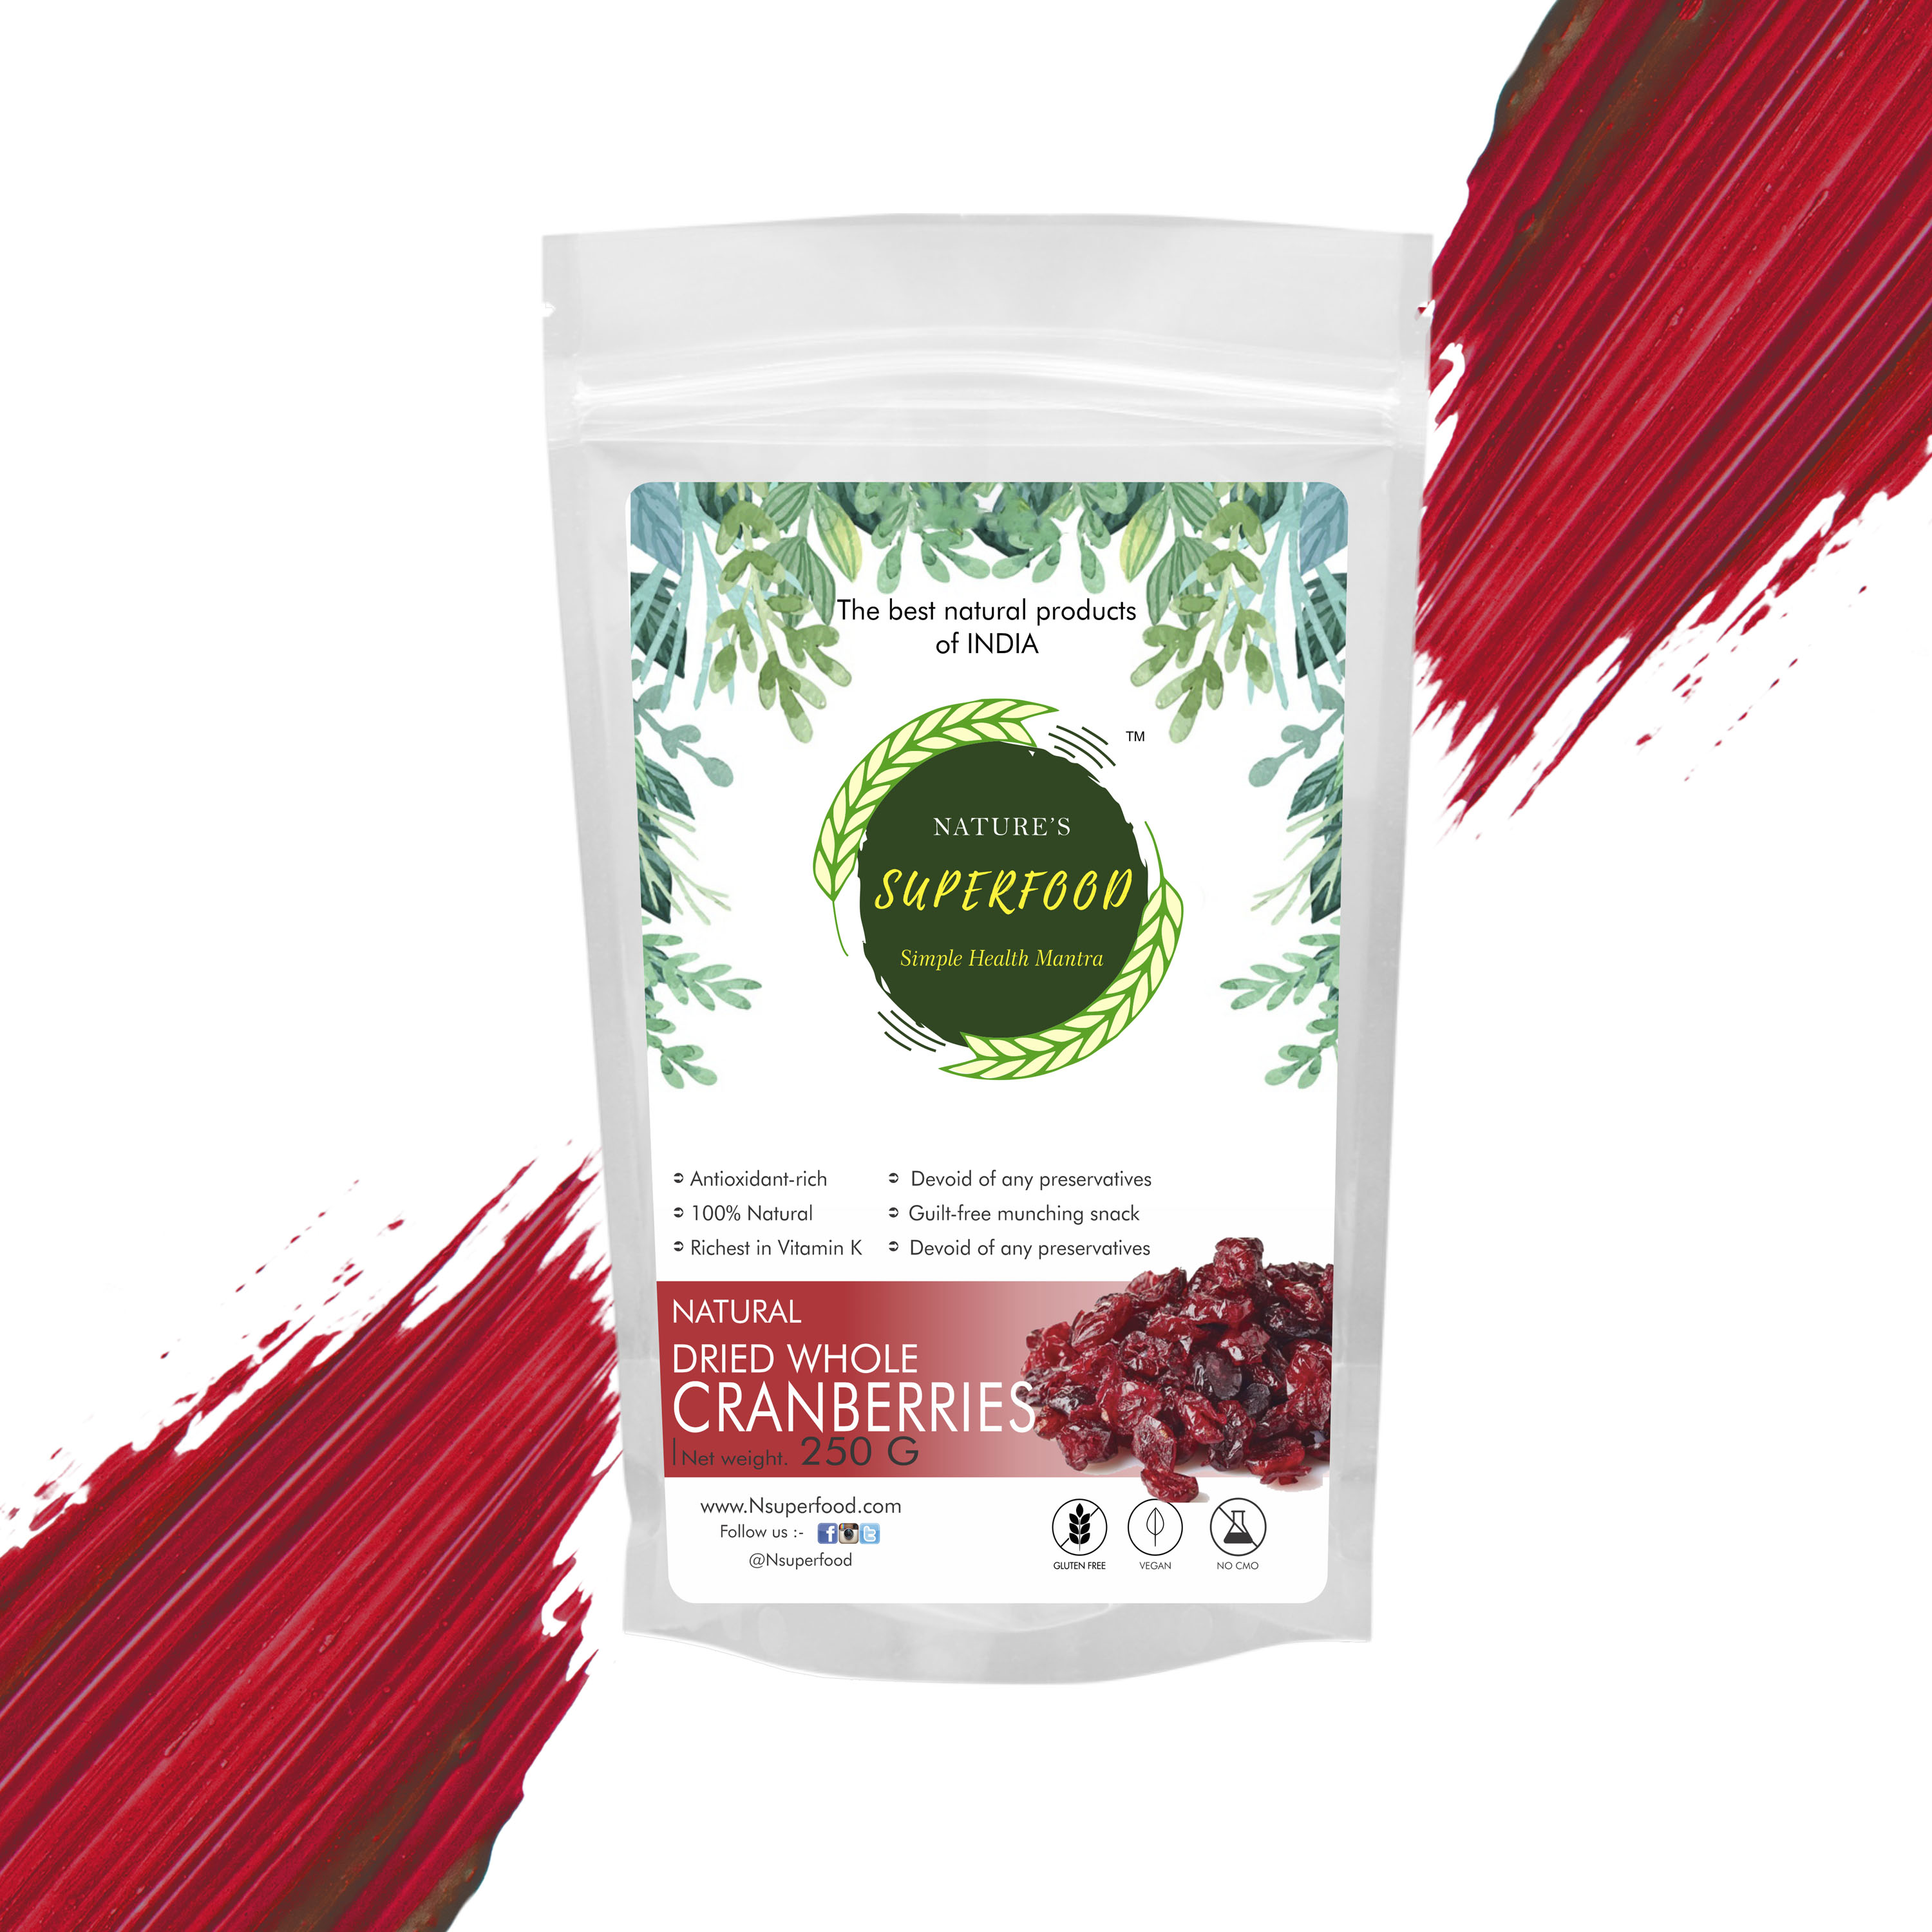 The best natural products
of INDIA
TM
NATURE'S
SUPERFOOD
Simple Health Mantra
➲ Antioxidant-rich
➲ 100% Natural
➲ Richest in Vitamin K
➲ Devoid of any preservatives
➲ Guilt-free munching snack
➲ Devoid of any preservatives
NATURAL
DRIED WHOLE
CRANBERRIES
Net weight. 250 G
www.Nsuperfood.com
Follow us :-
@Nsuperfood
GLUTEN FREE
VEGAN
NO CMO